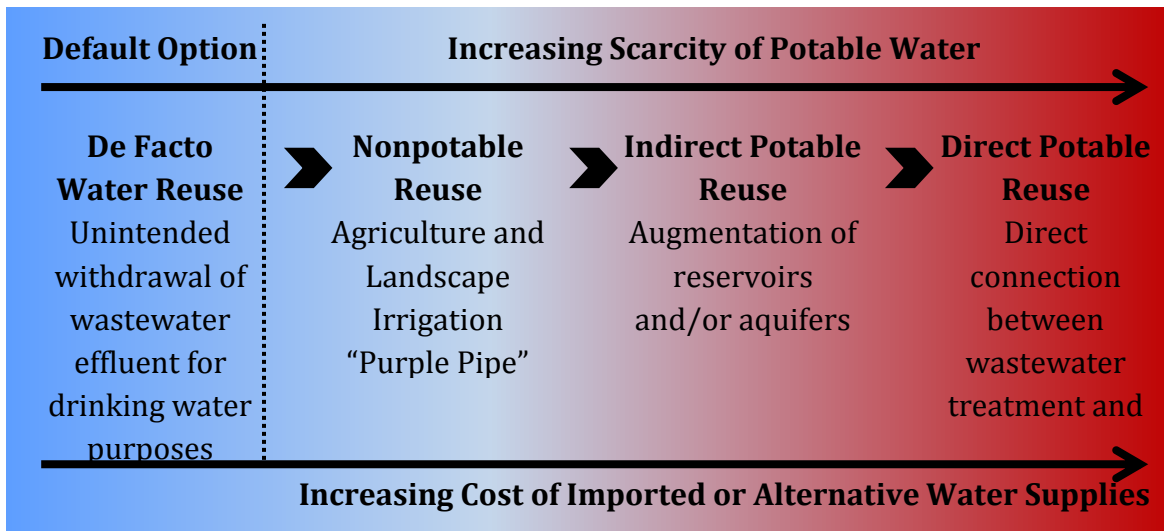 Default Option
Increasing Scarcity of Potable Water
De Facto
Water Reuse
Unintended
withdrawal of
wastewater
effluent for
drinking water
purposes
Nonpotable
Reuse
Agriculture and
Landscape
Irrigation
“Purple Pipe”
Indirect Potable
Reuse
Augmentation of
reservoirs
and/or aquifers
Direct Potable
Reuse
Direct
connection
between
wastewater
treatment and
Increasing Cost of Imported or Alternative Water Supplies